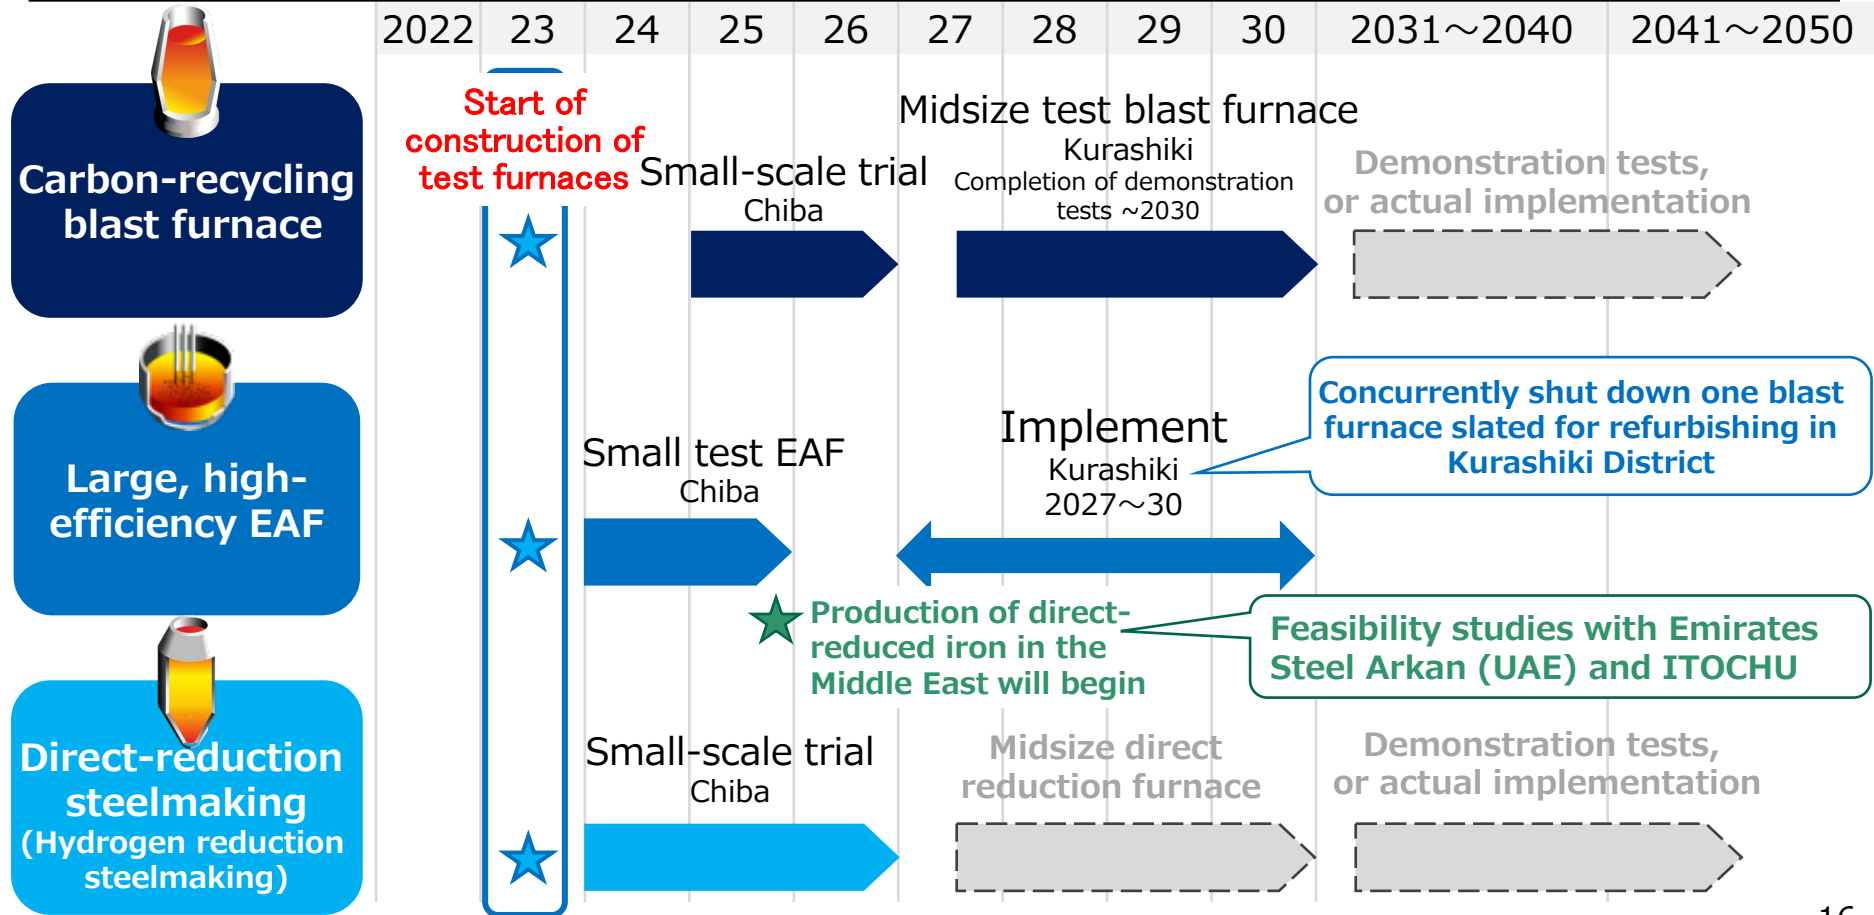 2022 23 24 25 26 27 28 29 30 2031～2040 2041～2050
Carbon-recycling
blast furnace
Start of
construction of
test furnaces
Small-scale trial
Chiba
Midsize test blast furnace
Kurashiki
Completion of demonstration
tests ~2030
Demonstration tests,
or actual implementation
Large, high-
efficiency EAF
Small test EAF
Chiba
Implement
Kurashiki
2027～30
Concurrently shut down one blast
furnace slated for refurbishing in
Kurashiki District
Production of direct-
reduced iron in the
Middle East will begin
Feasibility studies with Emirates
Steel Arkan (UAE) and ITOCHU
Direct-reduction
steelmaking
(Hydrogen reduction
steelmaking)
Small-scale trial
Chiba
Midsize direct
reduction furnace
Demonstration tests,
or actual implementation
16